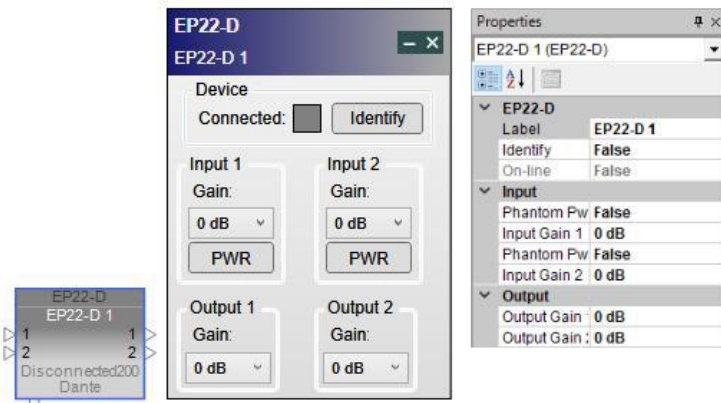 EP22-D
EP22-D 1
1 1
2 2
Disconnected200
Dante
EP22-D
EP22-D 1
Device
Connected: Identify
Input 1 Input 2
Gain: Gain:
0 dB 0 dB
PWR PWR
Output 1 Output 2
Gain: Gain:
0 dB 0 dB
Properties
EP22-D 1 (EP22-D)
EP22-D
Label EP22-D 1
Identify False
On-line False
Input
Phantom Pw False
Input Gain 1 0 dB
Phantom Pw False
Input Gain 2 0 dB
Output
Output Gain 0 dB
Output Gain 0 dB